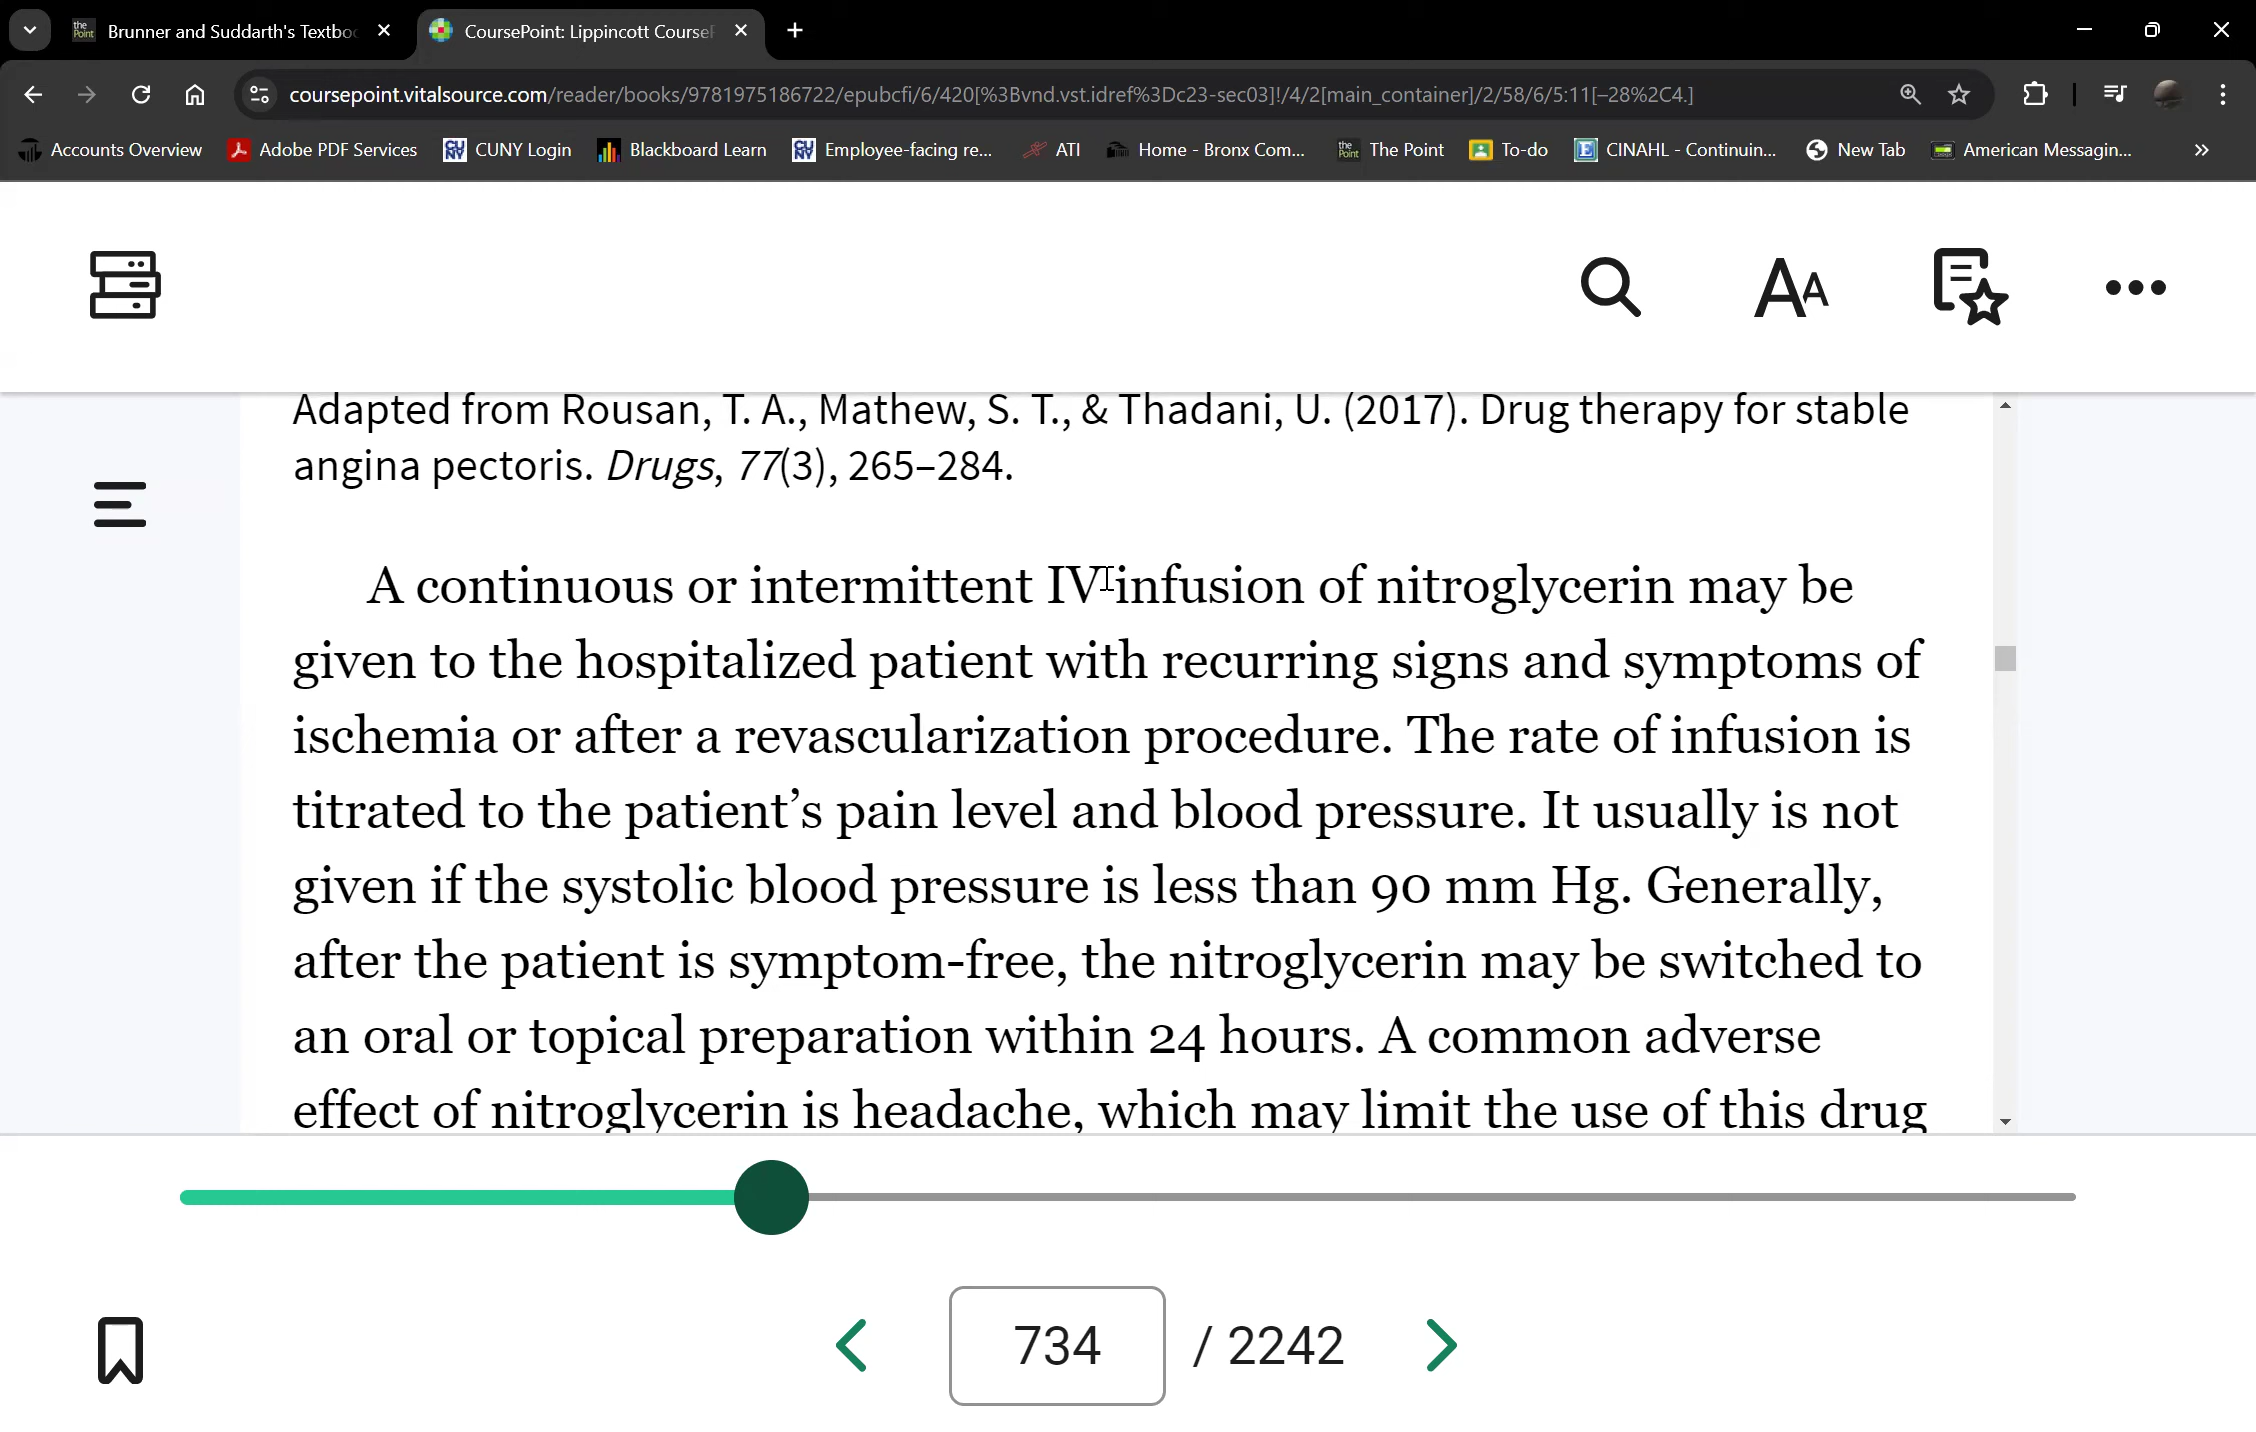 the Point Brunner and Suddarth's Textbo
CoursePoint: Lippincott Course
coursepoint.vitalsource.com/reader/books/9781975186722/epubcfi/6/420[%3Bvnd.vst.idref%3Dc23-sec03]!/4/2[main_container]/2/58/6/5:11[–28%2C4.]
Accounts Overview Adobe PDF Services CUNY CUNY Login Blackboard Learn CUNY Employee-facing re... ATI Home - Bronx Com... the Point The Point To-do E CINAHL - Continuin... New Tab American Messagin...
AA
Adapted from Rousan, T. A., Mathew, S. T., & Thadani, U. (2017). Drug therapy for stable
angina pectoris. Drugs, 77(3), 265–284.
A continuous or intermittent IV infusion of nitroglycerin may be
given to the hospitalized patient with recurring signs and symptoms of
ischemia or after a revascularization procedure. The rate of infusion is
titrated to the patient’s pain level and blood pressure. It usually is not
given if the systolic blood pressure is less than 90 mm Hg. Generally,
after the patient is symptom-free, the nitroglycerin may be switched to
an oral or topical preparation within 24 hours. A common adverse
effect of nitroglycerin is headache, which may limit the use of this drug
734 / 2242